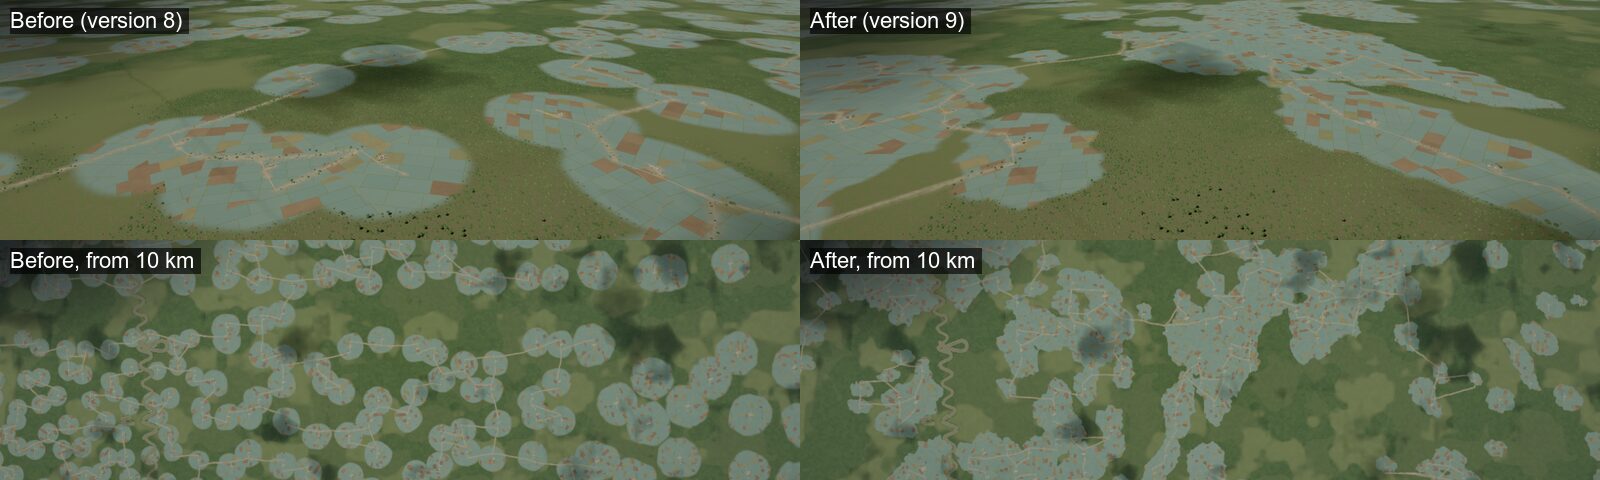 Before (version 8)
After (version 9)
Before, from 10 km
After, from 10 km